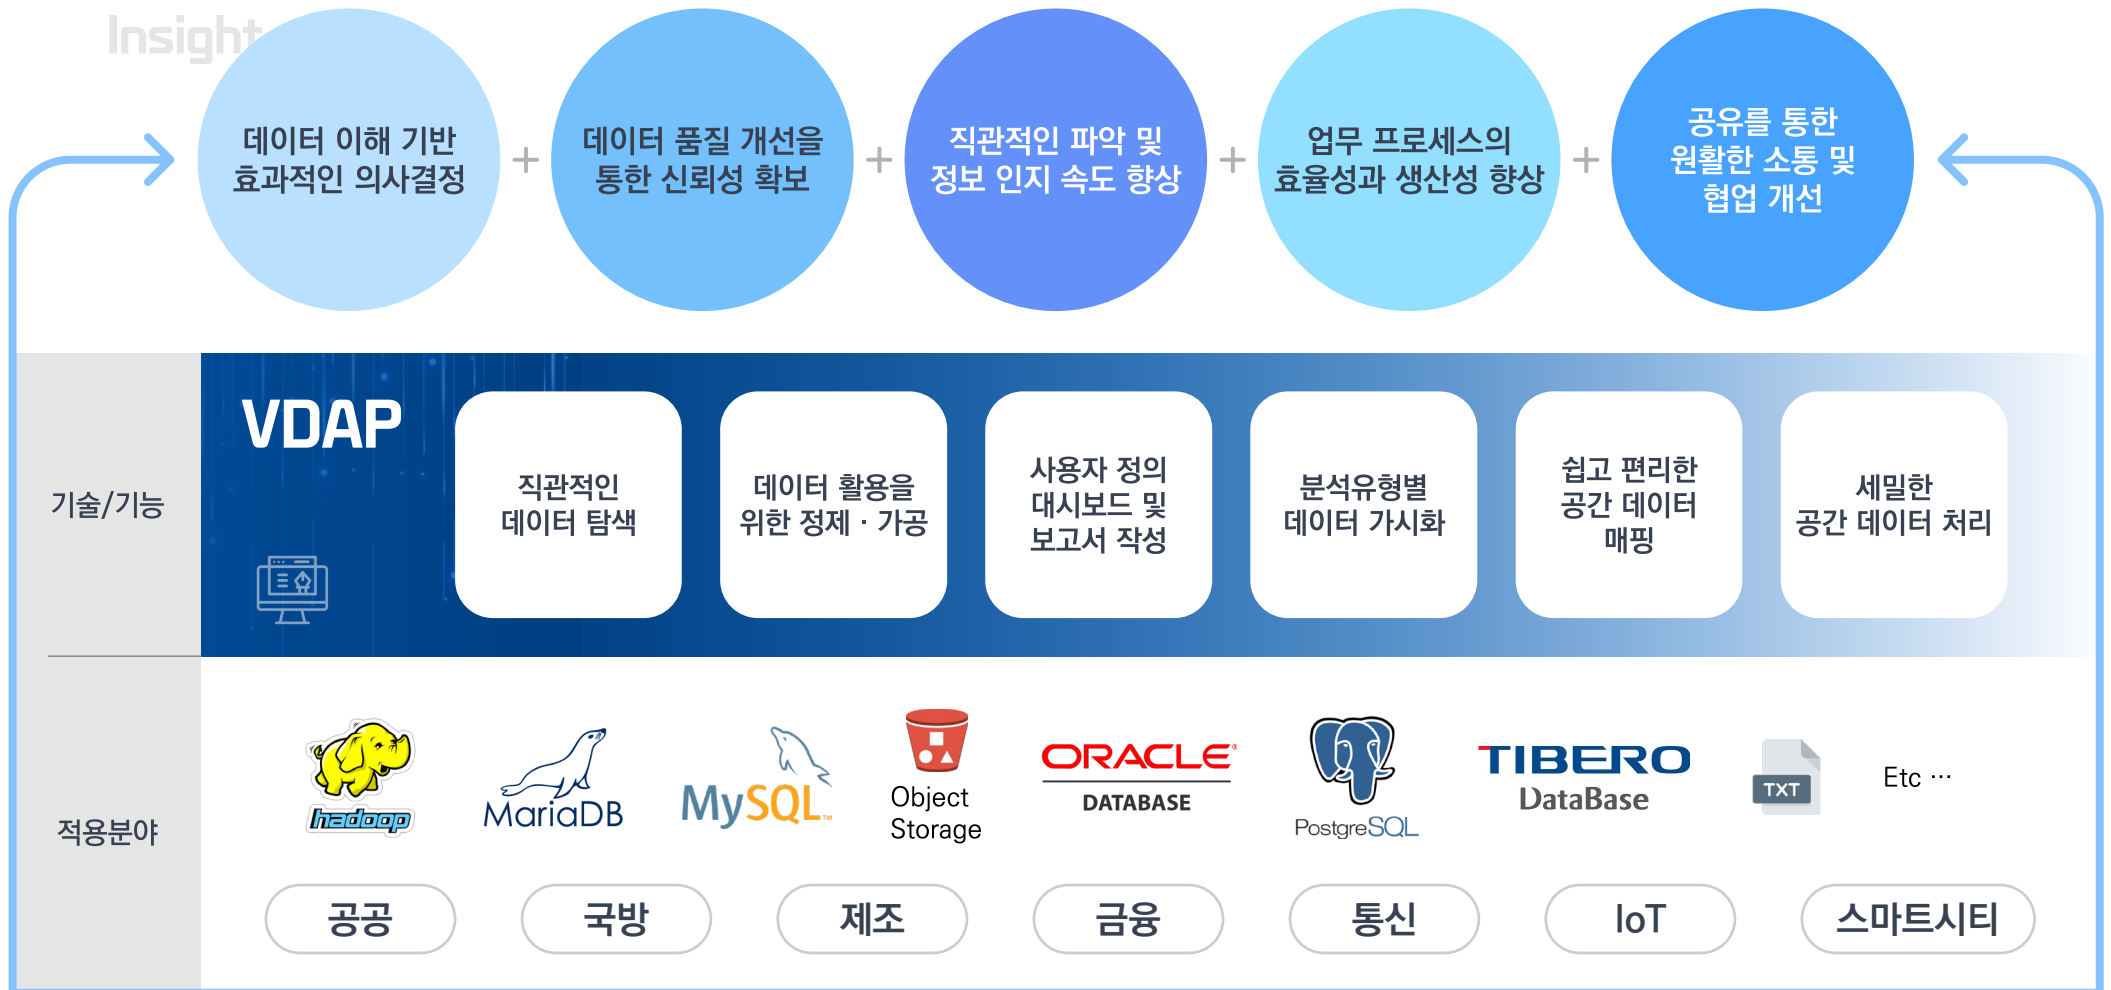 Insight
데이터 이해 기반
효과적인 의사결정
+
데이터 품질 개선을
통한 신뢰성 확보
+
직관적인 파악 및
정보 인지 속도 향상
+
업무 프로세스의
효율성과 생산성 향상
+
공유를 통한
원활한 소통 및
협업 개선
기술/기능
VDAP
직관적인
데이터 탐색
데이터 활용을
위한 정제 · 가공
사용자 정의
대시보드 및
보고서 작성
분석유형별
데이터 가시화
쉽고 편리한
공간 데이터
매핑
세밀한
공간 데이터 처리
적용분야
hadoop
MariaDB
MySQL™
Object
Storage
ORACLE®
DATABASE
PostgreSQL
TIBERO
DataBase
TXT
Etc ···
공공
국방
제조
금융
통신
IoT
스마트시티